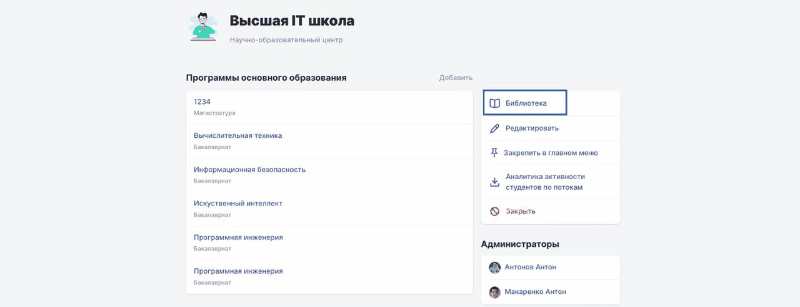 Высшая IT школа
Научно-образовательный центр
Программы основного образования
Добавить
1234
Магистратура
Вычислительная техника
Бакалавриат
Информационная безопасность
Бакалавриат
Искуственный интеллект
Бакалавриат
Программная инженерия
Бакалавриат
Программная инженерия
Бакалавриат
Библиотека
Редактировать
Закрепить в главном меню
Аналитика активности
студентов по потокам
Закрыть
Администраторы
Антонов Антон
Макаренко Антон